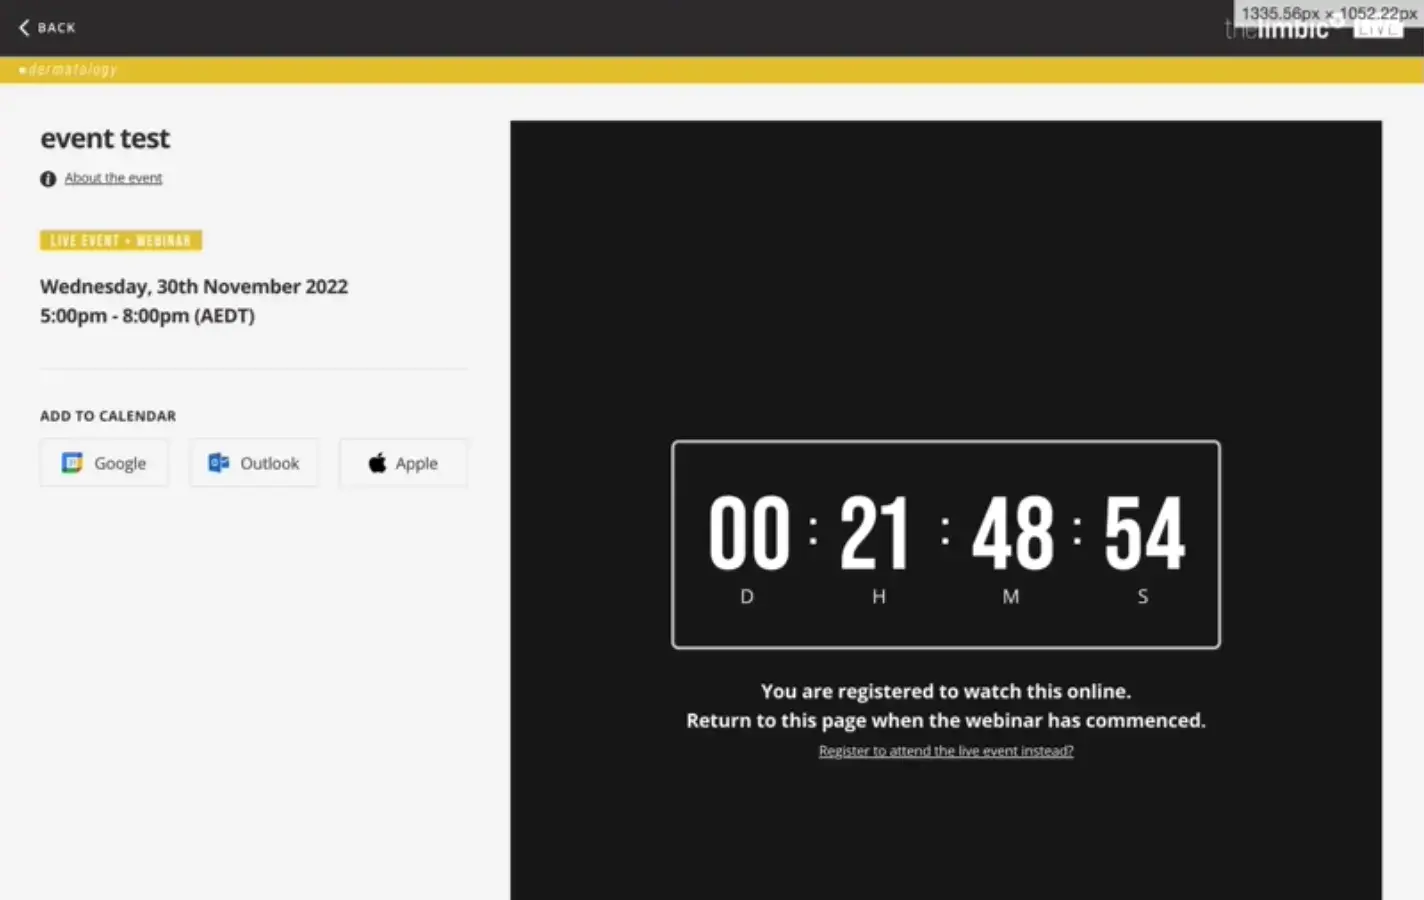 BACK
1335.56px × 1052.22px
thelimbic LIVE
dermatology
event test
About the event
LIVE EVENT + WEBINAR
Wednesday, 30th November 2022
5:00pm - 8:00pm (AEDT)
ADD TO CALENDAR
Google
Outlook
Apple
00 : 21 : 48 : 54
D H M S
You are registered to watch this online.
Return to this page when the webinar has commenced.
Register to attend the live event instead?